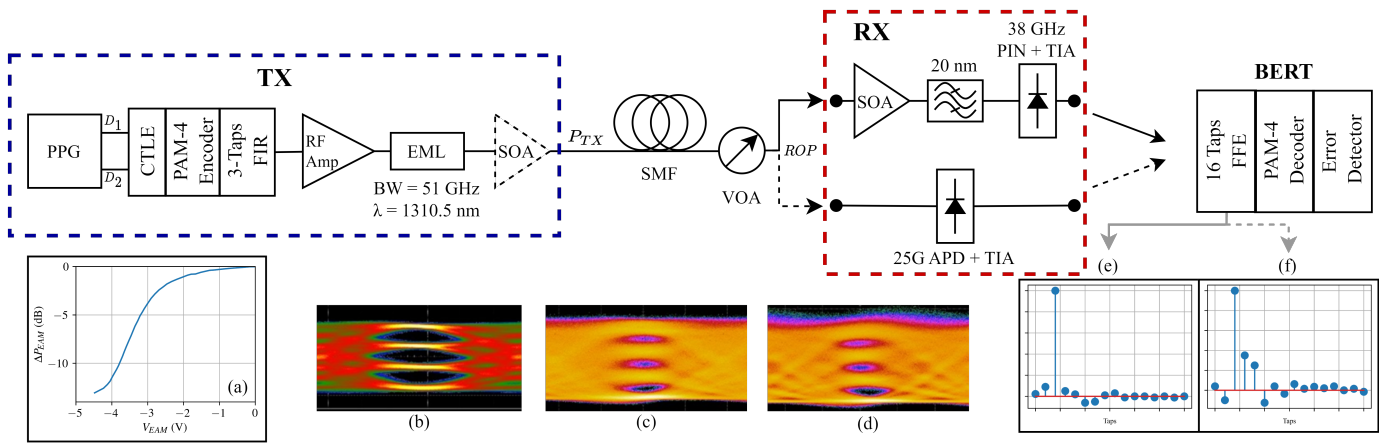 TX
PPG
D1
D2
CTLE
PAM-4
Encoder
3-Taps
FIR
RF
Amp
EML
BW = 51 GHz
λ = 1310.5 nm
SOA
PTX
SMF
VOA
ROP
RX
SOA
20 nm
38 GHz
PIN + TIA
25G APD + TIA
BERT
16 Taps
FFE
PAM-4
Decoder
Error
Detector
(e)
(f)
0
−5
−10
ΔPEAM (dB)
−5
−4
−3
−2
−1
0
VEAM (V)
(a)
(b)
(c)
(d)
Taps
Taps